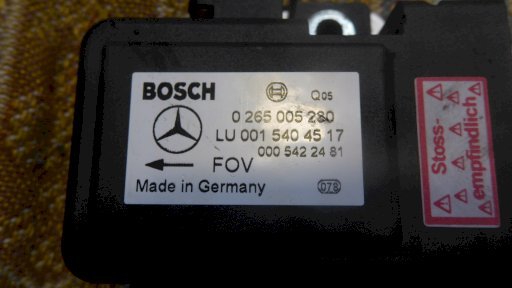 BOSCH
Q05
0 265 005 280
LU 001 540 45 17
000 542 24 81
FOV
Made in Germany
078
Stoss-
empfindlich